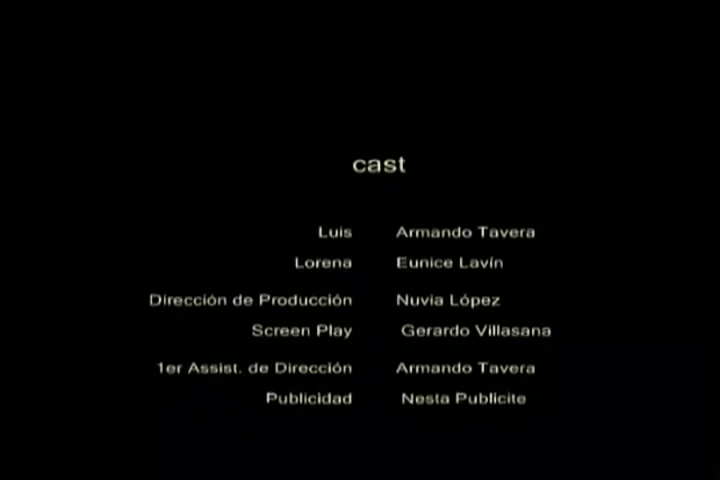 cast
Luis Armando Tavera
Lorena Eunice Lavín
Dirección de Producción Nuvia López
Screen Play Gerardo Villasana
1er Assist. de Dirección Armando Tavera
Publicidad Nesta Publicite